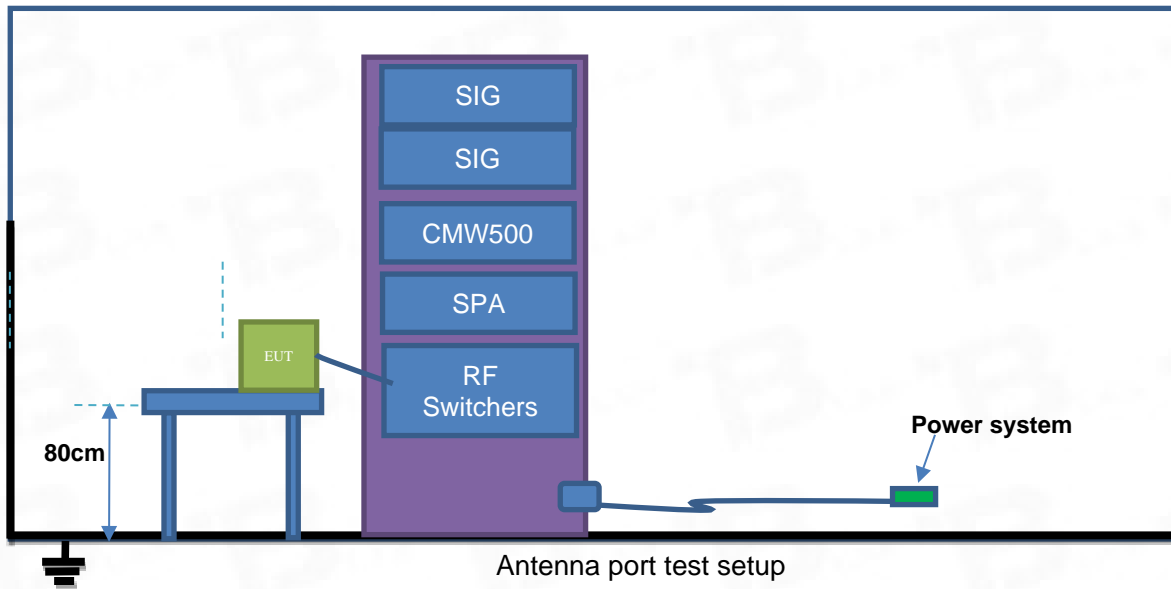 SIG
SIG
CMW500
SPA
EUT
RF
Switchers
Power system
80cm
Antenna port test setup